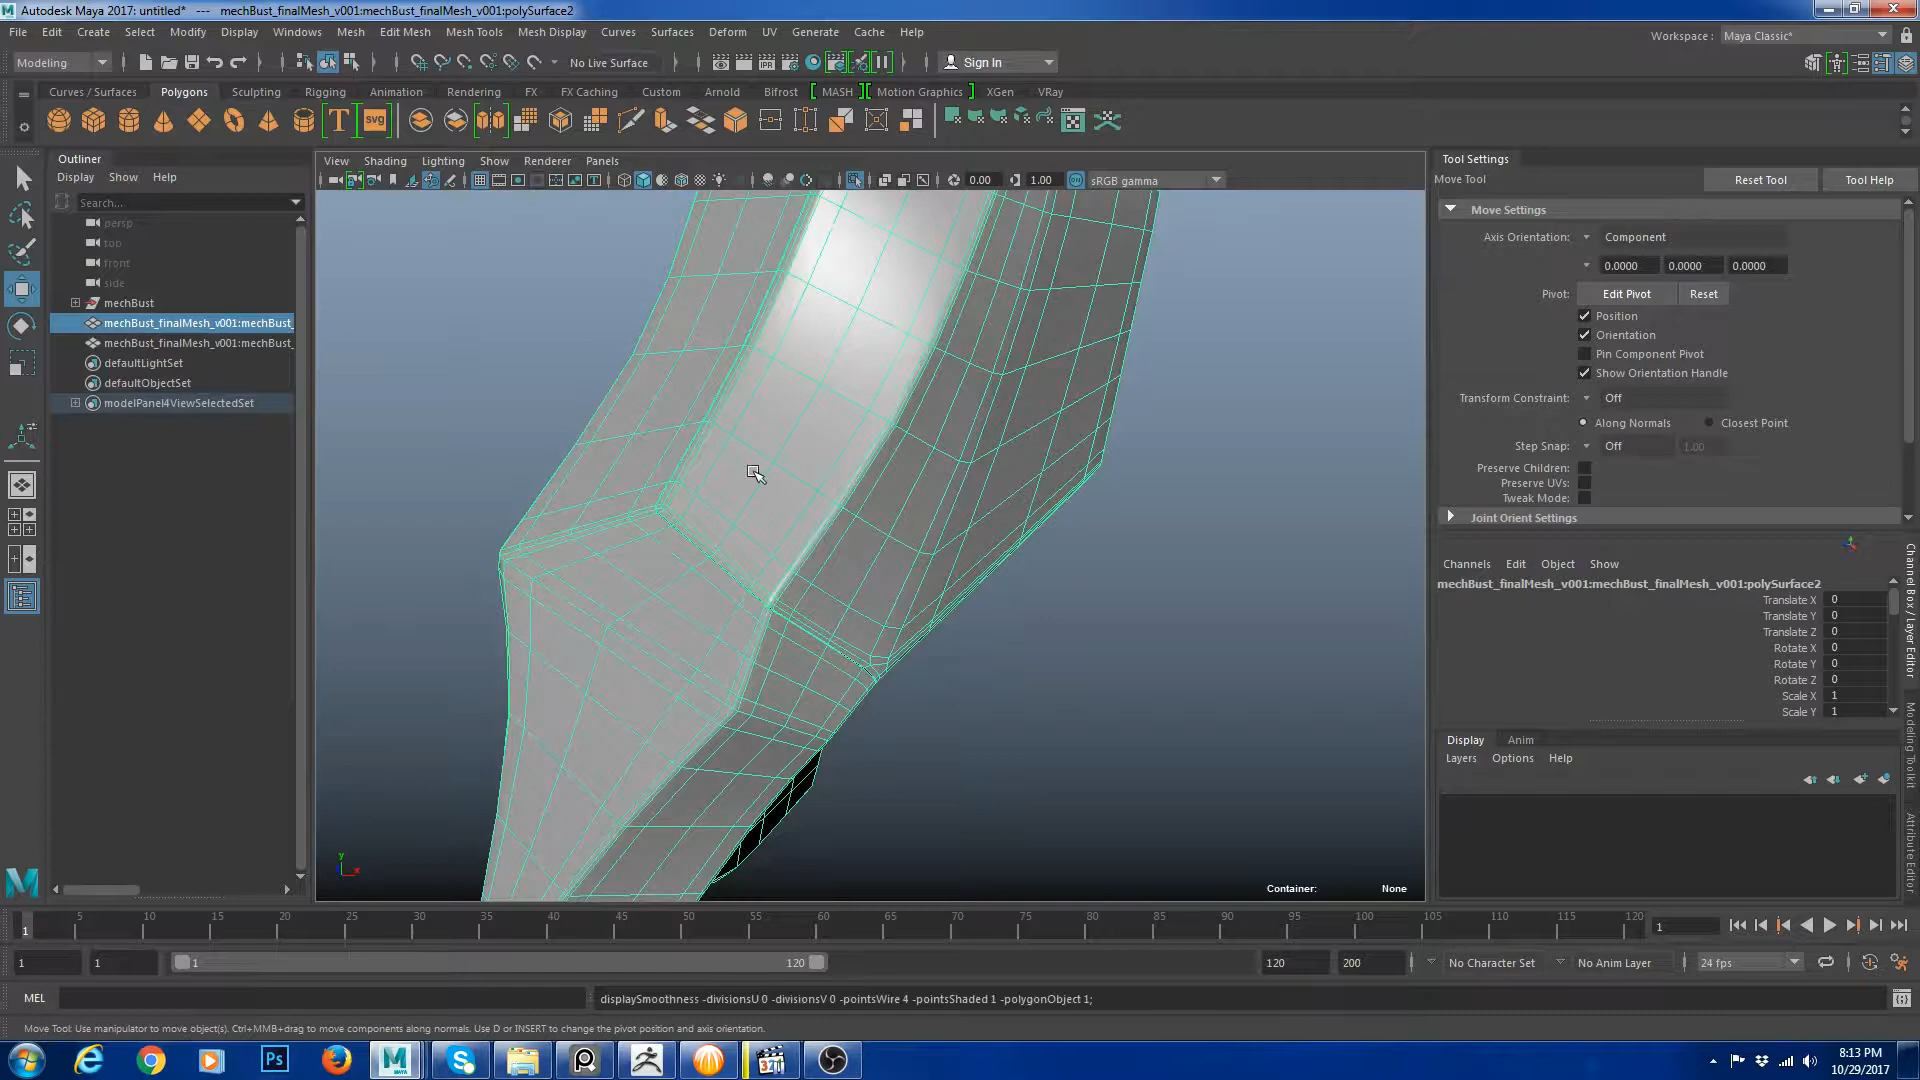 Autodesk Maya 2017: untitled*   ---   mechBust_finalMesh_v001:mechBust_finalMesh_v001:polySurface2
File Edit Create Select Modify Display Windows Mesh Edit Mesh Mesh Tools Mesh Display Curves Surfaces Deform UV Generate Cache Help
Workspace : Maya Classic*
Modeling No Live Surface Sign In
Curves / Surfaces Polygons Sculpting Rigging Animation Rendering FX FX Caching Custom Arnold Bifrost MASH Motion Graphics XGen VRay
T svg
Outliner
Display Show Help
Search...
persp
top
front
side
mechBust
mechBust_finalMesh_v001:mechBust_
mechBust_finalMesh_v001:mechBust_
defaultLightSet
defaultObjectSet
modelPanel4ViewSelectedSet
View Shading Lighting Show Renderer Panels
0.00 1.00 sRGB gamma
y
x
Container: None
Tool Settings
Move Tool Reset Tool Tool Help
Move Settings
Axis Orientation: Component
0.0000 0.0000 0.0000
Pivot: Edit Pivot Reset
Position
Orientation
Pin Component Pivot
Show Orientation Handle
Transform Constraint: Off
Along Normals Closest Point
Step Snap: Off 1.00
Preserve Children:
Preserve UVs:
Tweak Mode:
Joint Orient Settings
Channels Edit Object Show
mechBust_finalMesh_v001:mechBust_finalMesh_v001:polySurface2
Translate X 0
Translate Y 0
Translate Z 0
Rotate X 0
Rotate Y 0
Rotate Z 0
Scale X 1
Scale Y 1
Display Anim
Layers Options Help
Channel Box / Layer Editor
Modeling Toolkit
Attribute Editor
1 5 10 15 20 25 30 35 40 45 50 55 60 65 70 75 80 85 90 95 100 105 110 115 120 1
1 1 1 120 120 200 No Character Set No Anim Layer 24 fps
MEL displaySmoothness -divisionsU 0 -divisionsV 0 -pointsWire 4 -pointsShaded 1 -polygonObject 1;
Move Tool: Use manipulator to move object(s). Ctrl+MMB+drag to move components along normals. Use D or INSERT to change the pivot position and axis orientation.
8:13 PM
10/29/2017